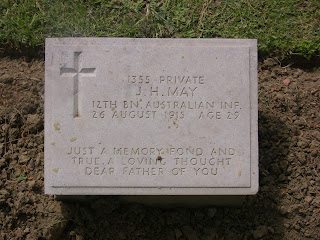 1355 PRIVATE
J. H. MAY
12TH BN. AUSTRALIAN INF.
26 AUGUST 1915 AGE 29
JUST A MEMORY FOND AND
TRUE, A LOVING THOUGHT
DEAR FATHER OF YOU